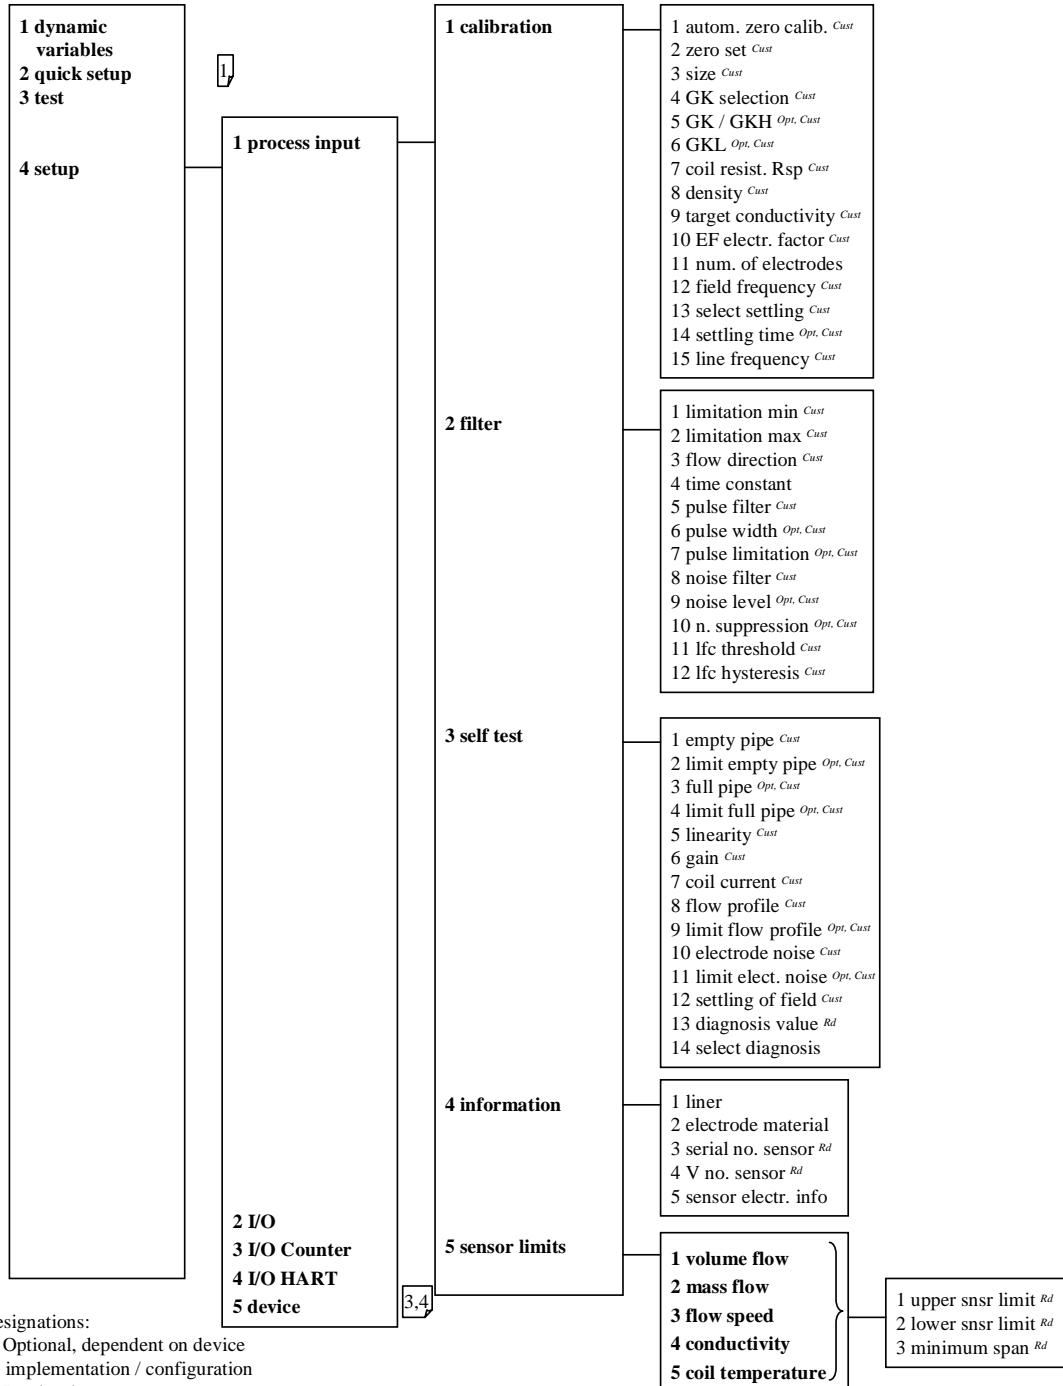 1 dynamic
variables
2 quick setup
3 test
4 setup
1
1 process input
2 I/O
3 I/O Counter
4 I/O HART
5 device
3,4
1 calibration
1 autom. zero calib. Cust
2 zero set Cust
3 size Cust
4 GK selection Cust
5 GK / GKH Opt, Cust
6 GKL Opt, Cust
7 coil resist. Rsp Cust
8 density Cust
9 target conductivity Cust
10 EF electr. factor Cust
11 num. of electrodes
12 field frequency Cust
13 select settling Cust
14 settling time Opt, Cust
15 line frequency Cust
2 filter
1 limitation min Cust
2 limitation max Cust
3 flow direction Cust
4 time constant
5 pulse filter Cust
6 pulse width Opt, Cust
7 pulse limitation Opt, Cust
8 noise filter Cust
9 noise level Opt, Cust
10 n. suppression Opt, Cust
11 lfc threshold Cust
12 lfc hysteresis Cust
3 self test
1 empty pipe Cust
2 limit empty pipe Opt, Cust
3 full pipe Opt, Cust
4 limit full pipe Opt, Cust
5 linearity Cust
6 gain Cust
7 coil current Cust
8 flow profile Cust
9 limit flow profile Opt, Cust
10 electrode noise Cust
11 limit elect. noise Opt, Cust
12 settling of field Cust
13 diagnosis value Rd
14 select diagnosis
4 information
1 liner
2 electrode material
3 serial no. sensor Rd
4 V no. sensor Rd
5 sensor electr. info
5 sensor limits
1 volume flow
2 mass flow
3 flow speed
4 conductivity
5 coil temperature
1 upper snsr limit Rd
2 lower snsr limit Rd
3 minimum span Rd
esignations:
Optional, dependent on device
implementation / configuration